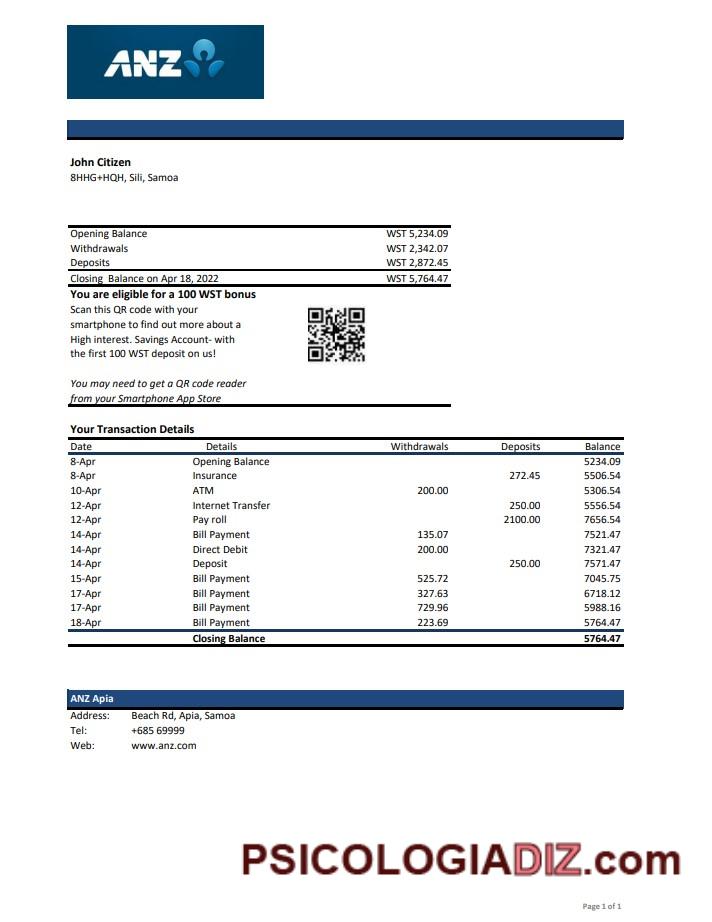 ANZ
John Citizen
8HHG+HQH, Sili, Samoa
Opening Balance WST 5,234.09
Withdrawals WST 2,342.07
Deposits WST 2,872.45
Closing  Balance on Apr 18, 2022 WST 5,764.47
You are eligible for a 100 WST bonus
Scan this QR code with your
smartphone to find out more about a
High interest. Savings Account- with
the first 100 WST deposit on us!
You may need to get a QR code reader
from your Smartphone App Store
Your Transaction Details
Date Details Withdrawals Deposits Balance
8-Apr Opening Balance 5234.09
8-Apr Insurance 272.45 5506.54
10-Apr ATM 200.00 5306.54
12-Apr Internet Transfer 250.00 5556.54
12-Apr Pay roll 2100.00 7656.54
14-Apr Bill Payment 135.07 7521.47
14-Apr Direct Debit 200.00 7321.47
14-Apr Deposit 250.00 7571.47
15-Apr Bill Payment 525.72 7045.75
17-Apr Bill Payment 327.63 6718.12
17-Apr Bill Payment 729.96 5988.16
18-Apr Bill Payment 223.69 5764.47
Closing Balance 5764.47
ANZ Apia
Address: Beach Rd, Apia, Samoa
Tel: +685 69999
Web: www.anz.com
PSICOLOGIADIZ.com
Page 1 of 1